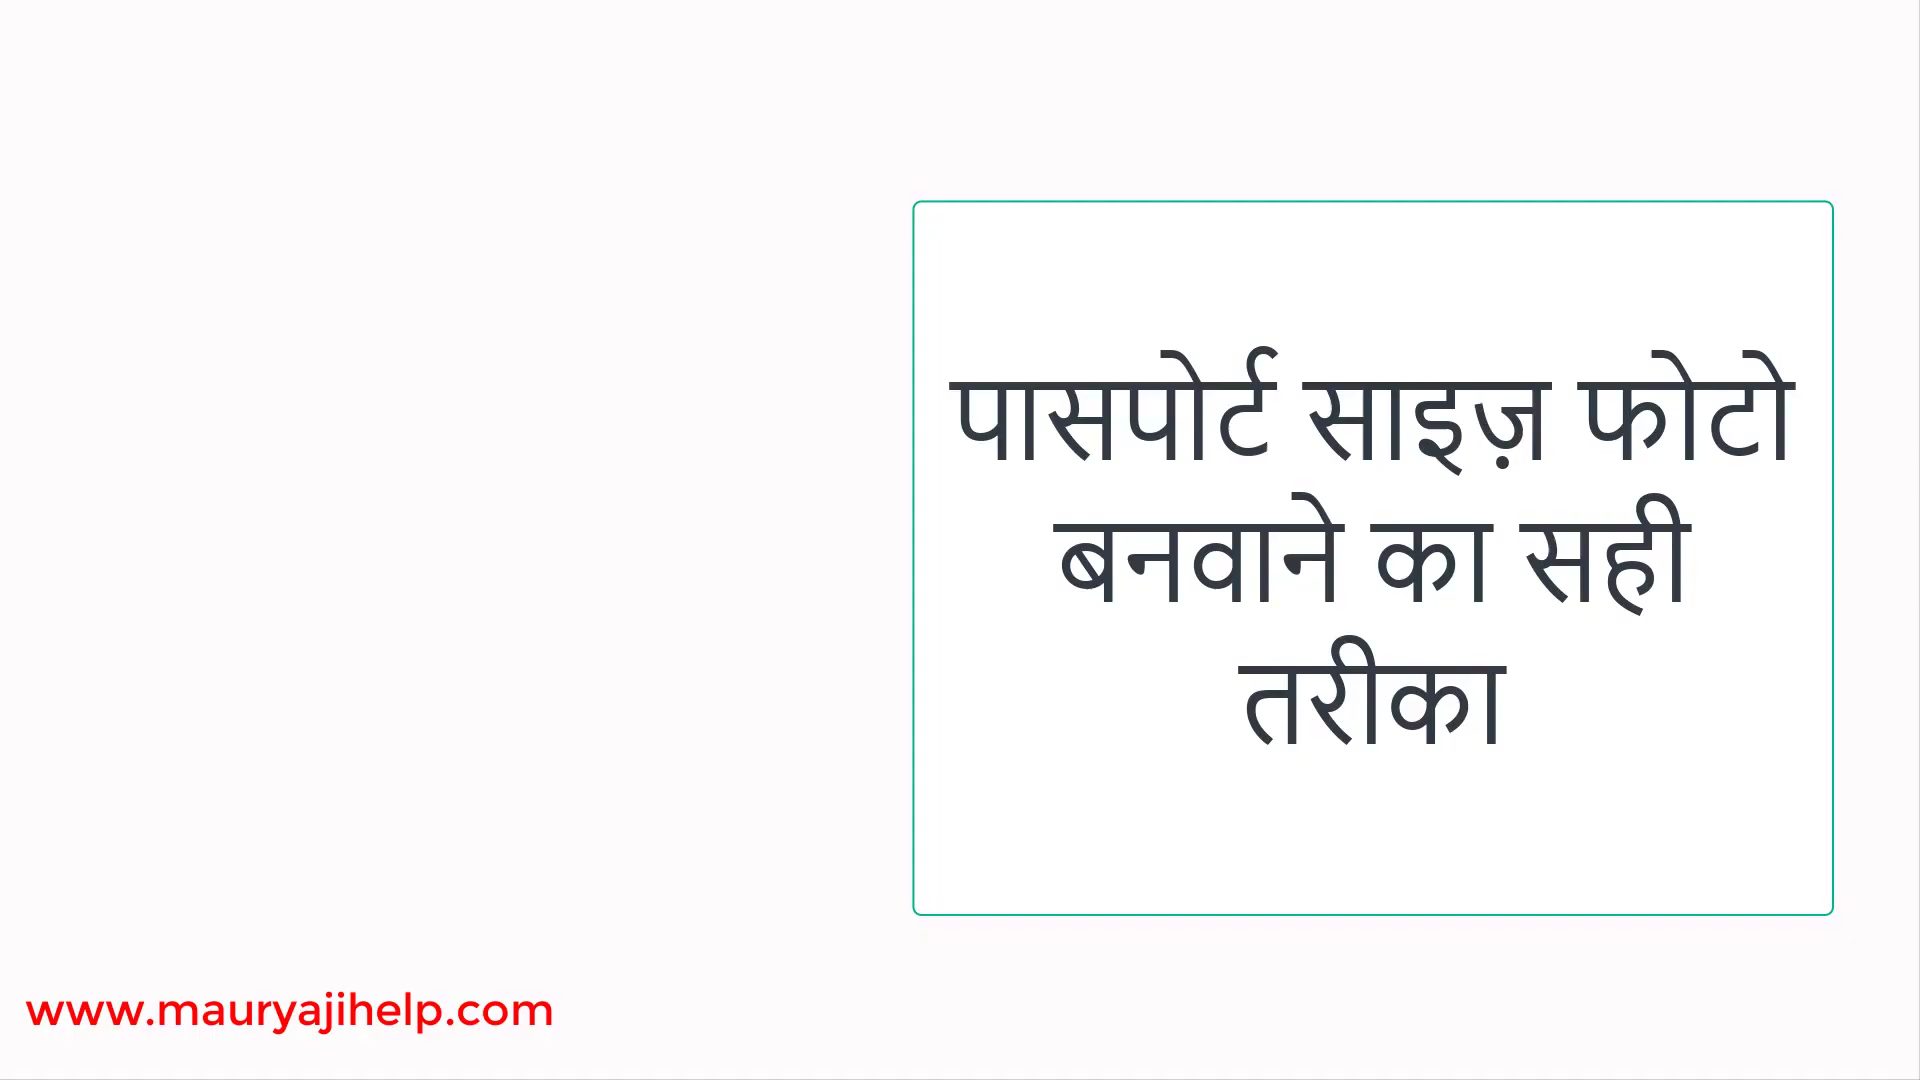 पासपोर्ट साइज़ फोटो
बनवाने का सही
तरीका
www.mauryajihelp.com